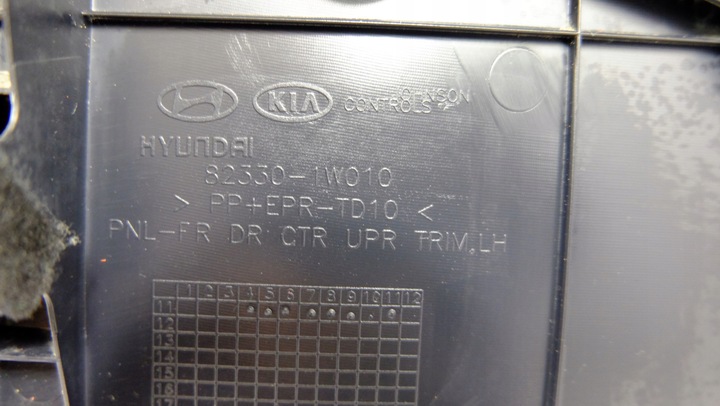 KIA JOHNSON CONTROLS
HYUNDAI
82330-1W010
> PP+EPR-TD10 <
PNL-FR DR CTR UPR TRIM,LH
1 2 3 4 5 6 7 8 9 10 11 12
11
12
13
14
15
16
17